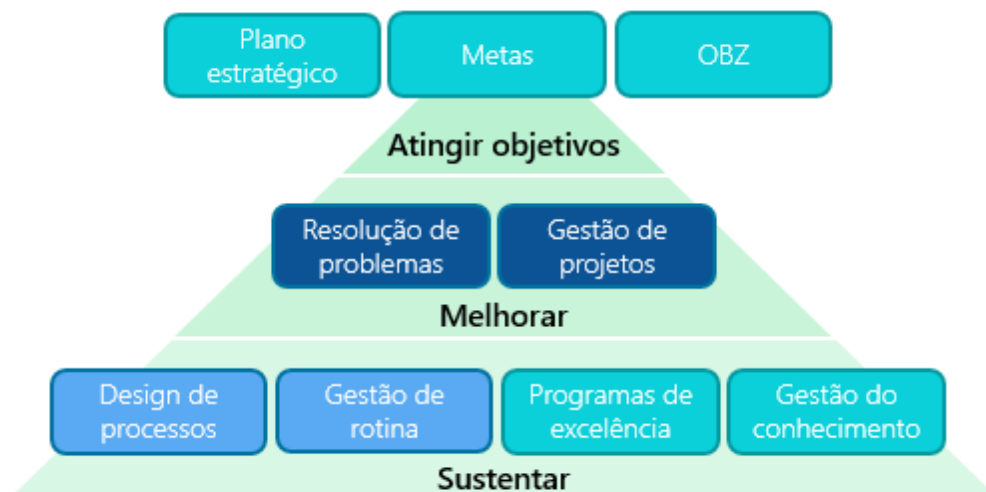 Plano
estratégico
Metas
OBZ
Atingir objetivos
Resolução de
problemas
Gestão de
projetos
Melhorar
Design de
processos
Gestão de
rotina
Programas de
excelência
Gestão do
conhecimento
Sustentar